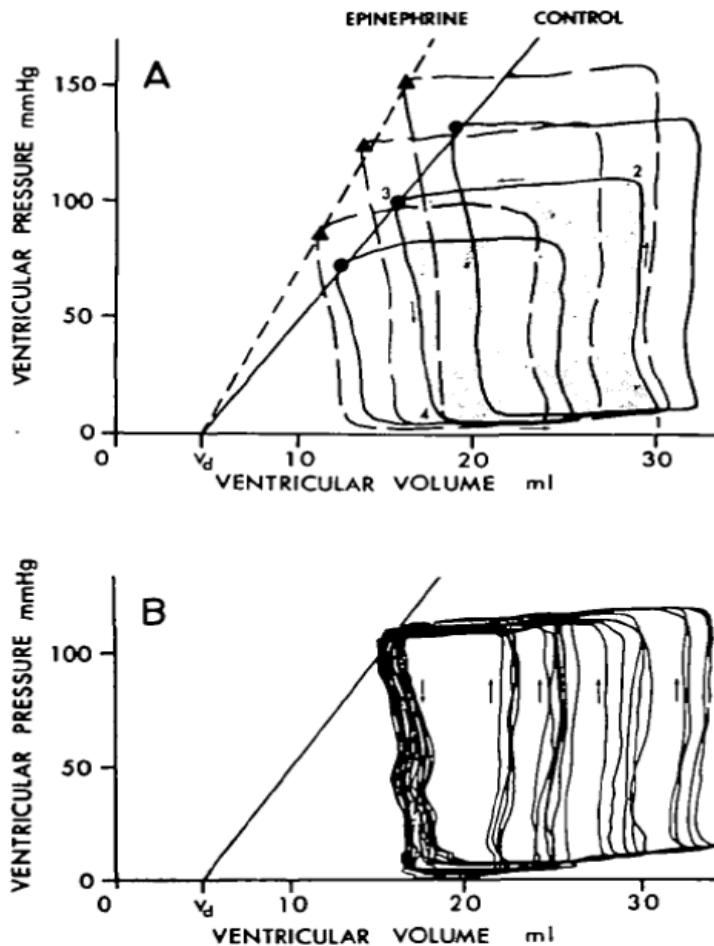 EPINEPHRINE CONTROL
A
150
100
50
0
2
3
4
0 Vd 10 20 30
VENTRICULAR VOLUME ml
VENTRICULAR PRESSURE mmHg
B
100
50
0
0 Vd 10 20 30
VENTRICULAR VOLUME ml
VENTRICULAR PRESSURE mmHg